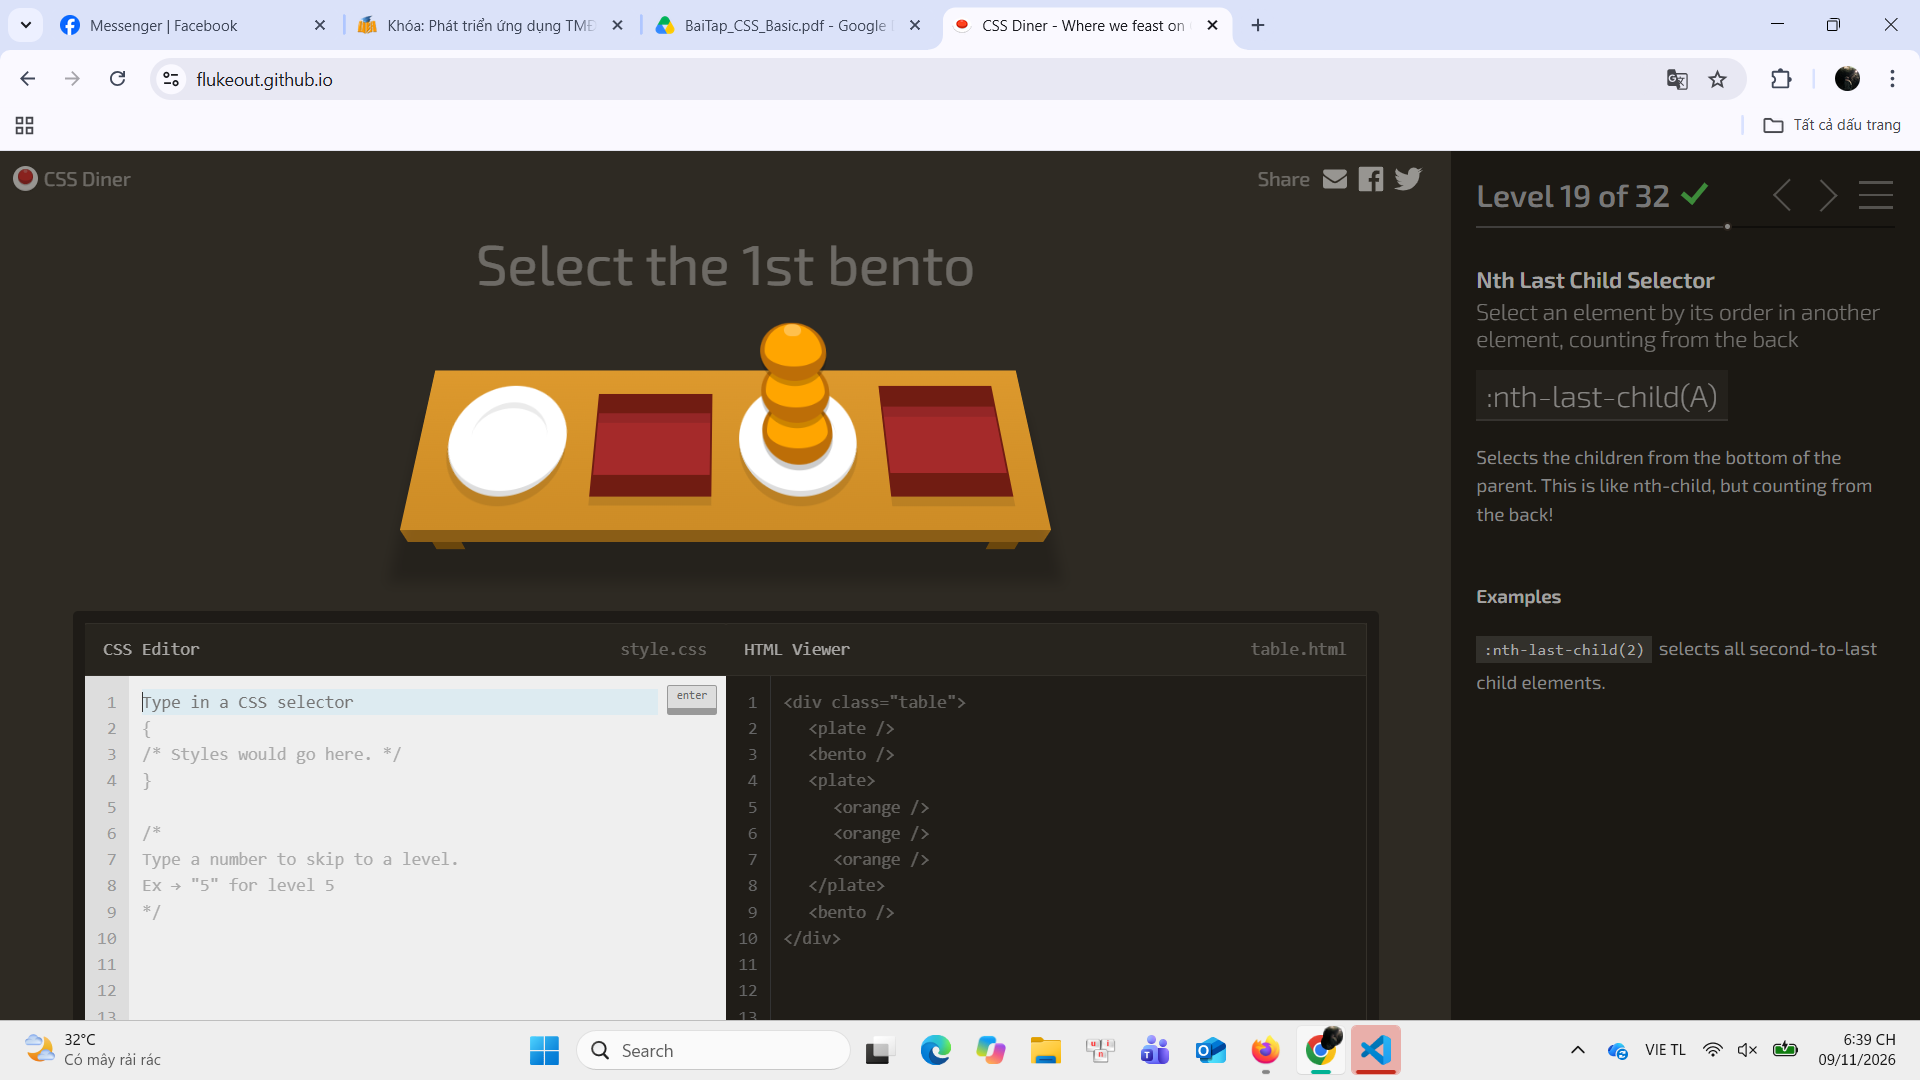 Messenger | Facebook
Khóa: Phát triển ứng dụng TMĐ
BaiTap_CSS_Basic.pdf - Google
CSS Diner - Where we feast on
flukeout.github.io
Tất cả dấu trang
CSS Diner
Share
Select the 1st bento
CSS Editor
style.css
1 Type in a CSS selector
enter
2 {
3 /* Styles would go here. */
4 }
5
6 /*
7 Type a number to skip to a level.
8 Ex → "5" for level 5
9 */
10
11
12
13
HTML Viewer
table.html
1 <div class="table">
2 <plate />
3 <bento />
4 <plate>
5 <orange />
6 <orange />
7 <orange />
8 </plate>
9 <bento />
10 </div>
11
12
13
Level 19 of 32
Nth Last Child Selector
Select an element by its order in another
element, counting from the back
:nth-last-child(A)
Selects the children from the bottom of the
parent. This is like nth-child, but counting from
the back!
Examples
:nth-last-child(2) selects all second-to-last
child elements.
32°C
Có mây rải rác
Search
VIE TL
6:39 CH
09/11/2026